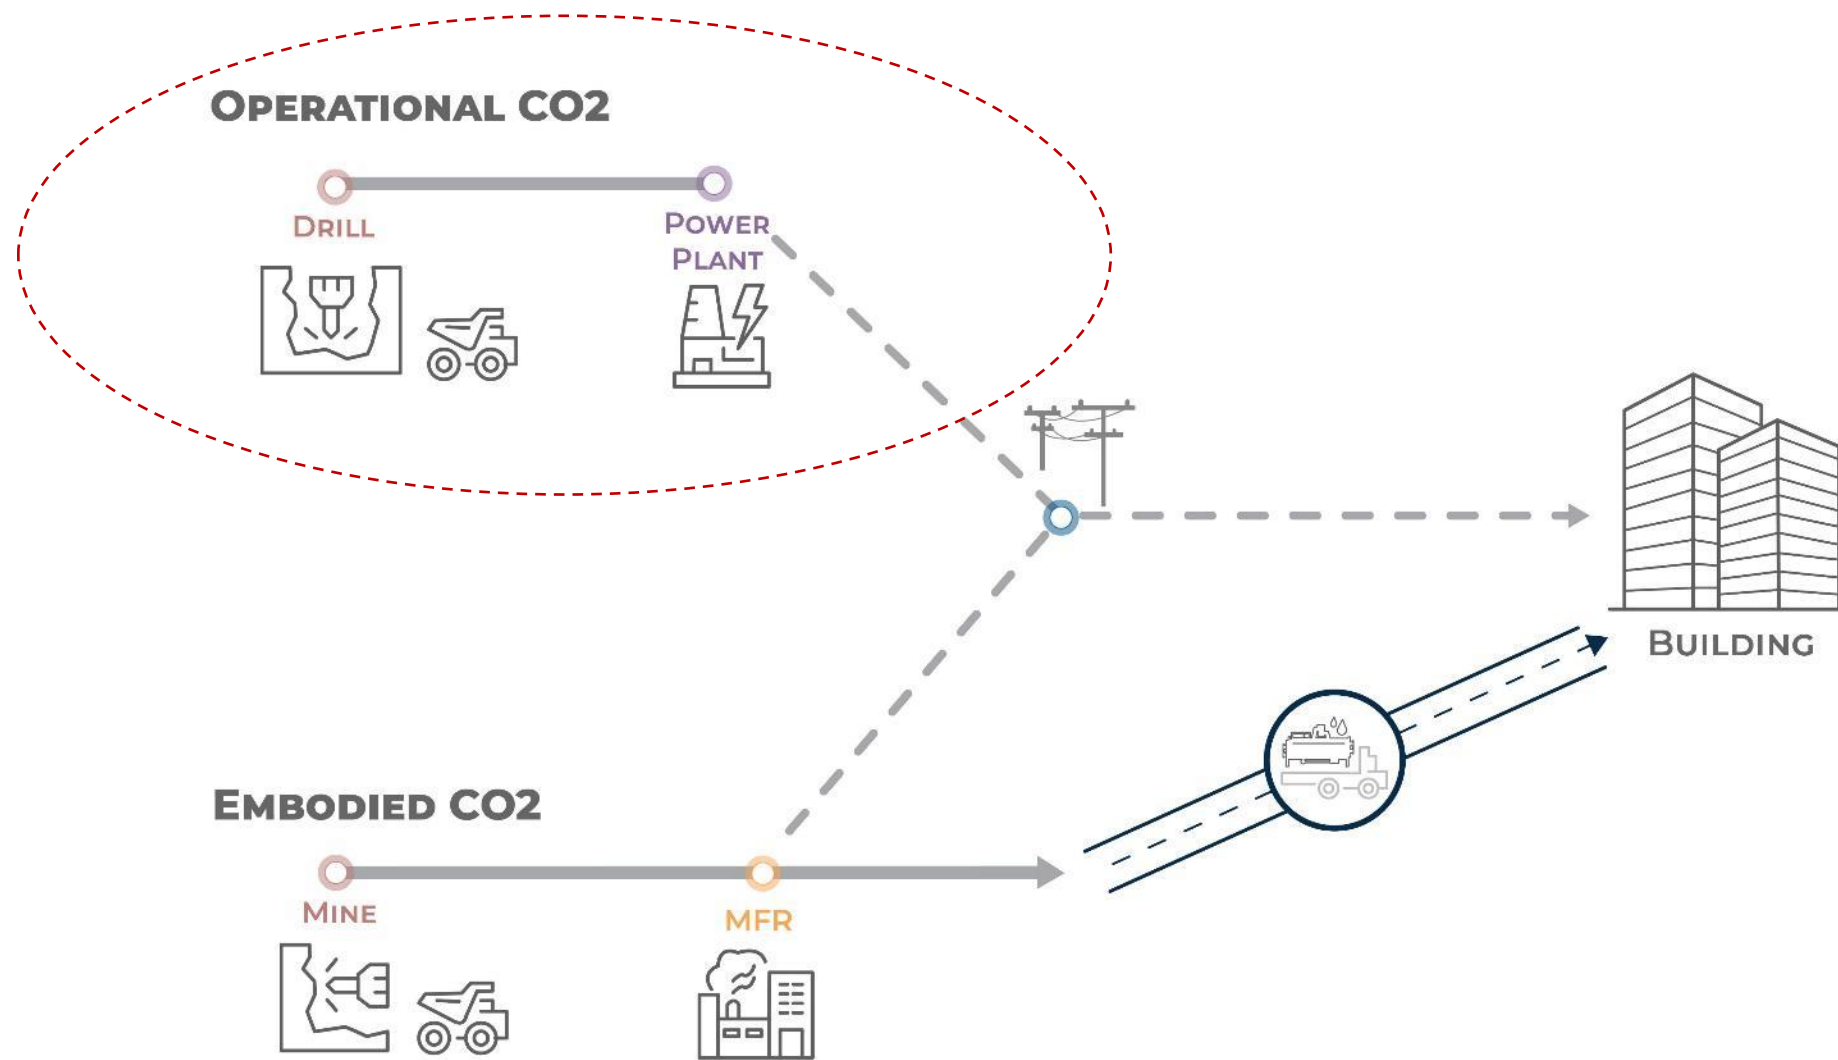 OPERATIONAL CO2
DRILL
POWER
PLANT
BUILDING
EMBODIED CO2
MINE
MFR